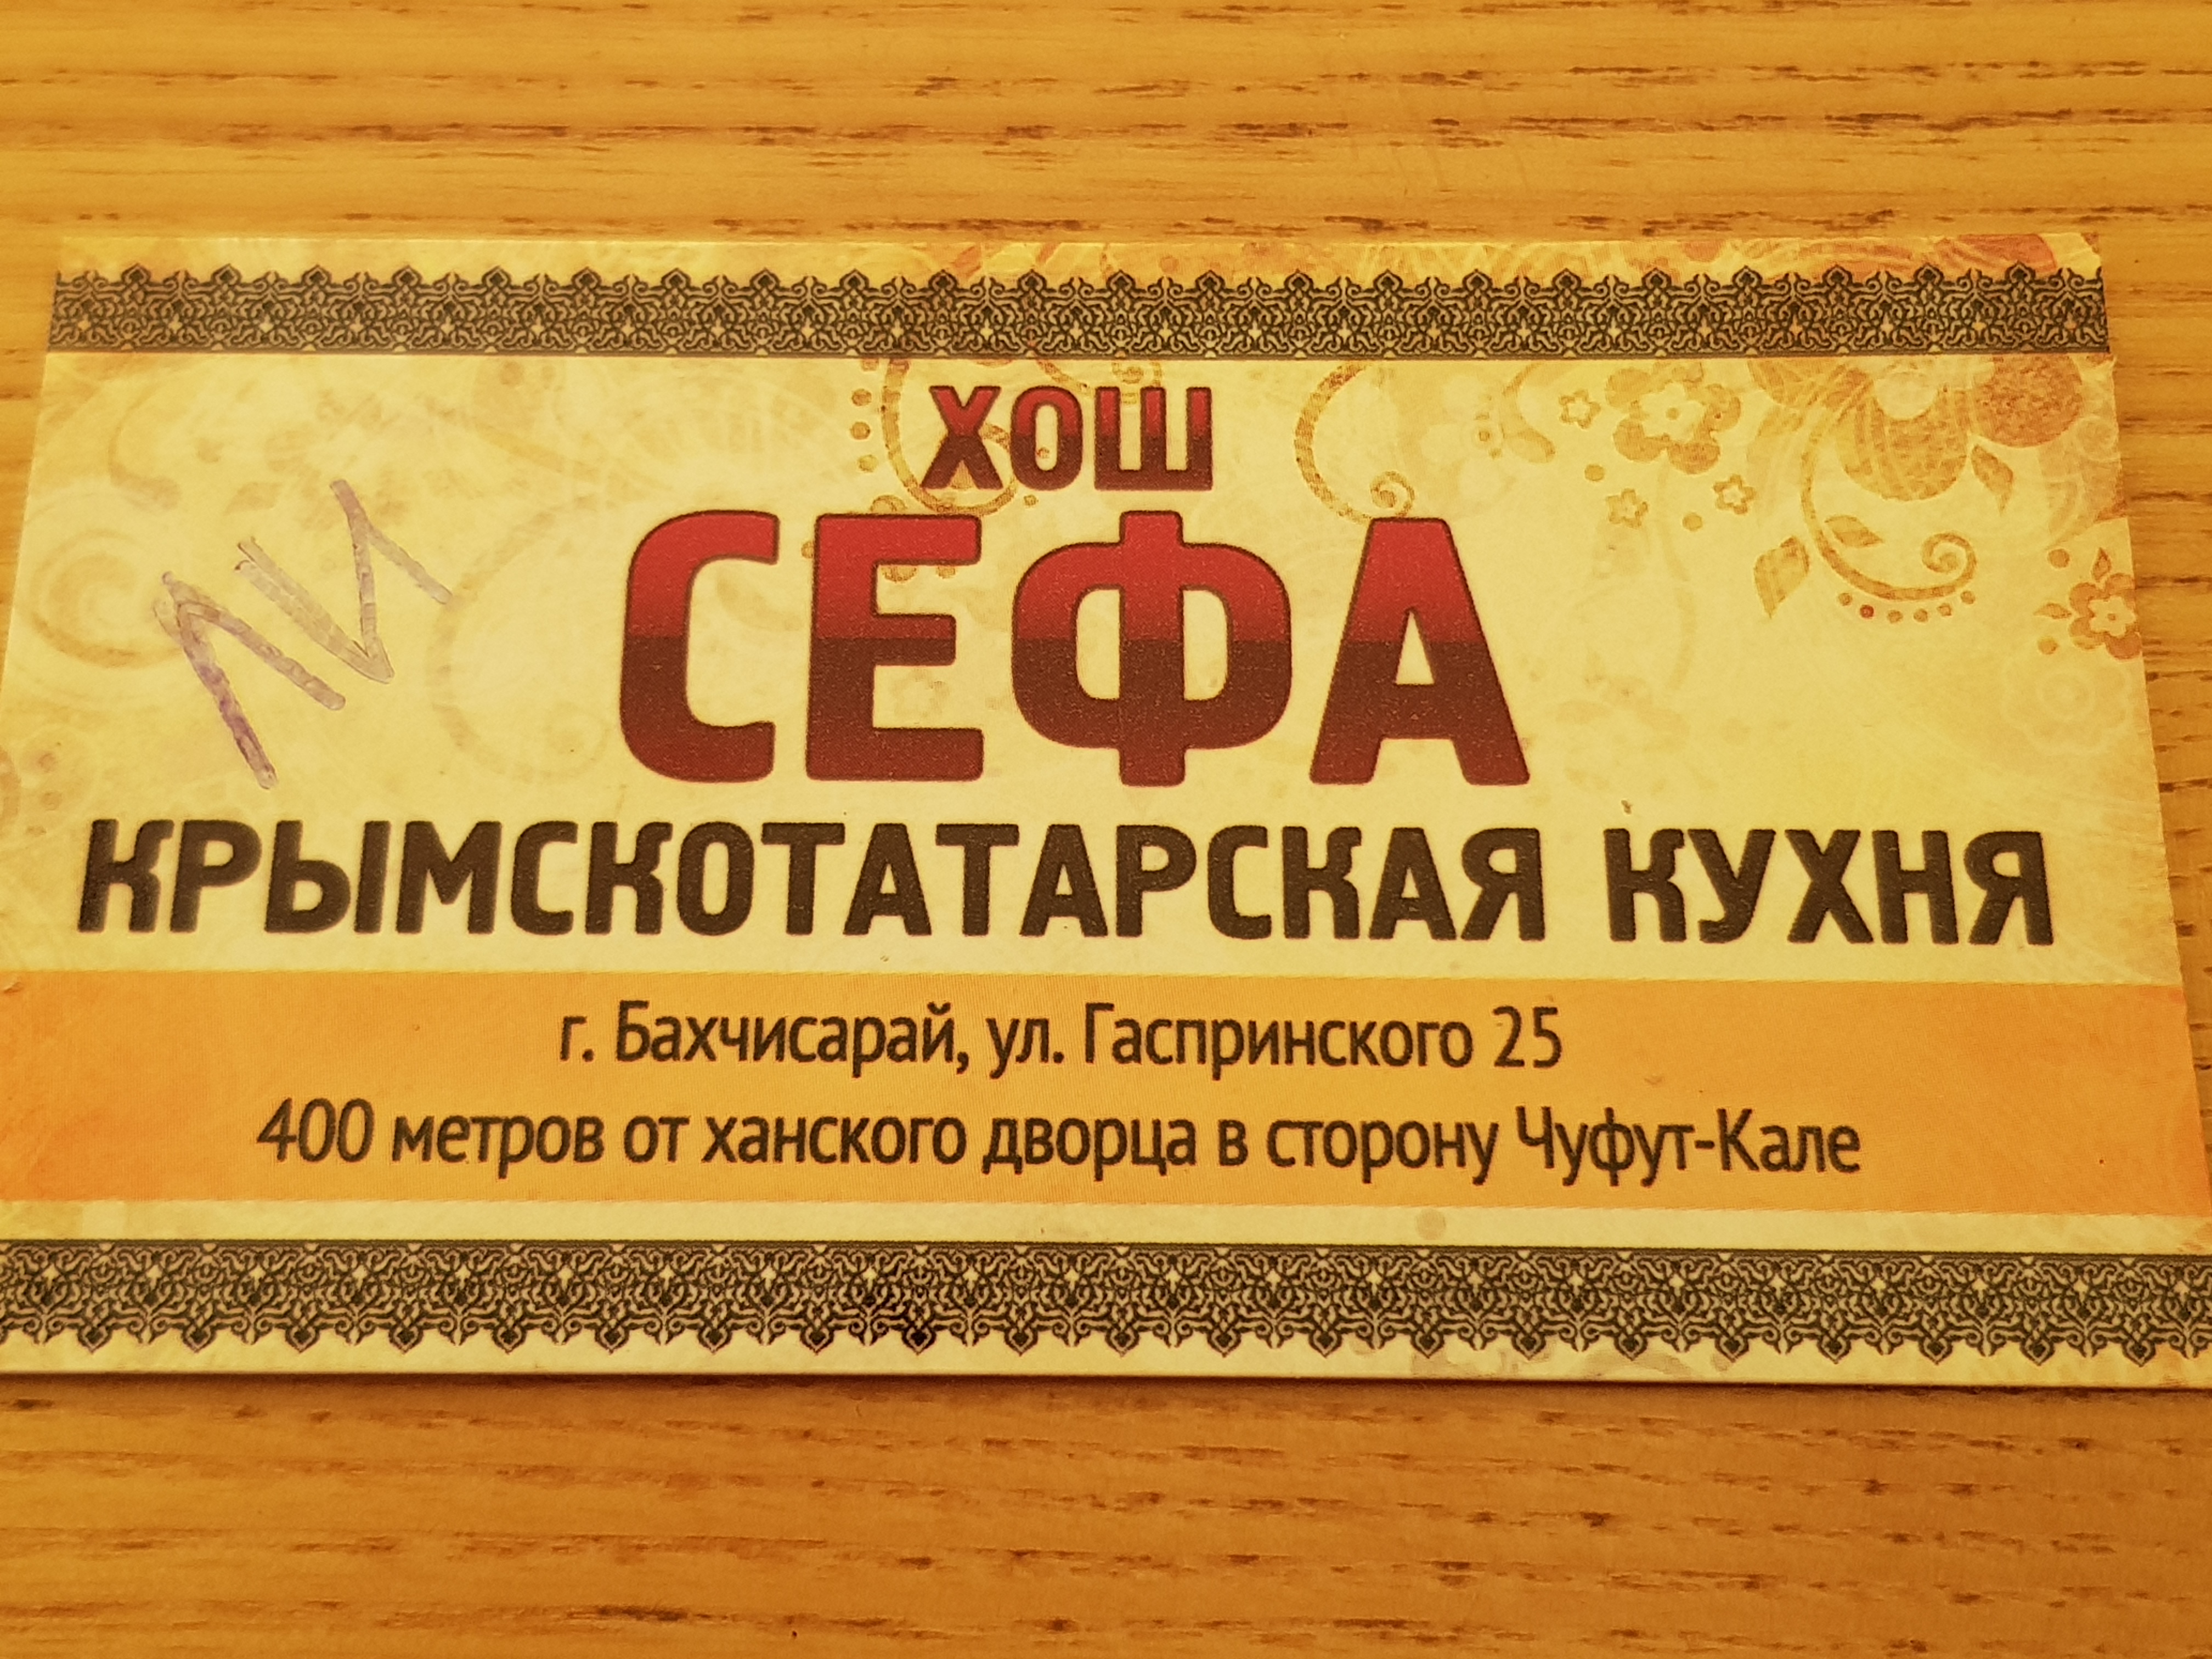 ХОШ
СЕФА
КРЫМСКОТАТАРСКАЯ КУХНЯ
г. Бахчисарай, ул. Гаспринского 25
400 метров от ханского дворца в сторону Чуфут-Кале